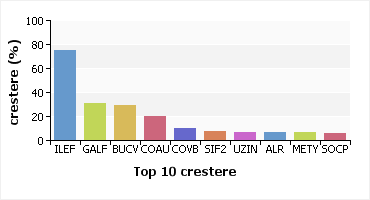 crestere (%)
100
80
60
40
20
0
ILEF GALF BUCV COAU COVB SIF2 UZIN ALR METY SOCP
Top 10 crestere